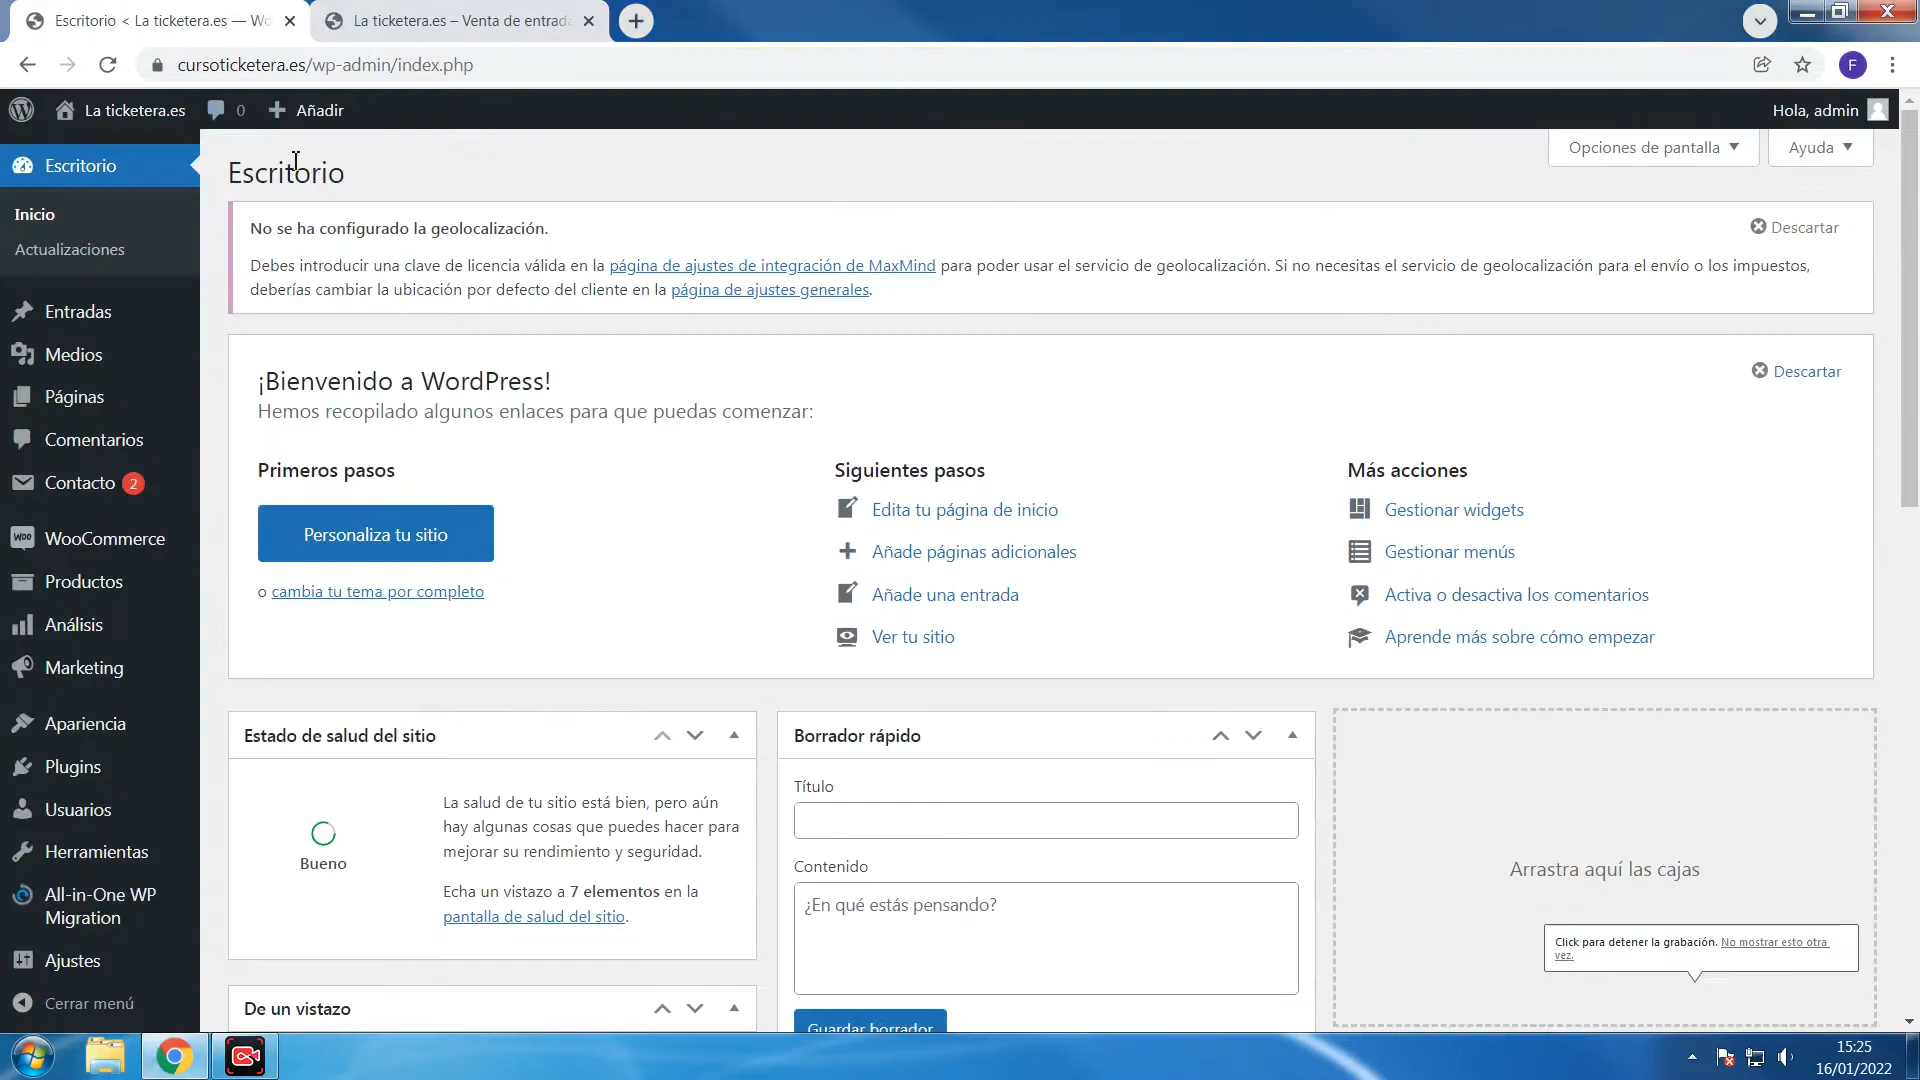 Escritorio < La ticketera.es — Wo
La ticketera.es – Venta de entrada
cursoticketera.es/wp-admin/index.php
F
La ticketera.es
0
Añadir
Hola, admin
Escritorio
Inicio
Actualizaciones
Entradas
Medios
Páginas
Comentarios
Contacto 2
WooCommerce
Productos
Análisis
Marketing
Apariencia
Plugins
Usuarios
Herramientas
All-in-One WP
Migration
Ajustes
Cerrar menú
Opciones de pantalla
Ayuda
Escritorio
No se ha configurado la geolocalización.
Descartar
Debes introducir una clave de licencia válida en la página de ajustes de integración de MaxMind para poder usar el servicio de geolocalización. Si no necesitas el servicio de geolocalización para el envío o los impuestos,
deberías cambiar la ubicación por defecto del cliente en la página de ajustes generales.
¡Bienvenido a WordPress!
Descartar
Hemos recopilado algunos enlaces para que puedas comenzar:
Primeros pasos
Personaliza tu sitio
o cambia tu tema por completo
Siguientes pasos
Edita tu página de inicio
Añade páginas adicionales
Añade una entrada
Ver tu sitio
Más acciones
Gestionar widgets
Gestionar menús
Activa o desactiva los comentarios
Aprende más sobre cómo empezar
Estado de salud del sitio
Bueno
La salud de tu sitio está bien, pero aún
hay algunas cosas que puedes hacer para
mejorar su rendimiento y seguridad.
Echa un vistazo a 7 elementos en la
pantalla de salud del sitio.
De un vistazo
Borrador rápido
Título
Contenido
¿En qué estás pensando?
Guardar borrador
Arrastra aquí las cajas
Click para detener la grabación. No mostrar esto otra
vez.
15:25
16/01/2022